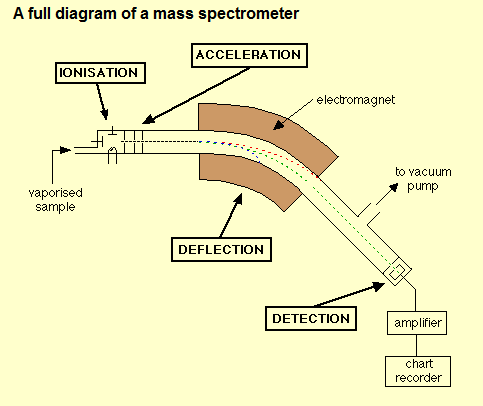 A full diagram of a mass spectrometer
ACCELERATION
IONISATION
electromagnet
vaporised
sample
to vacuum
pump
DEFLECTION
DETECTION
amplifier
chart
recorder